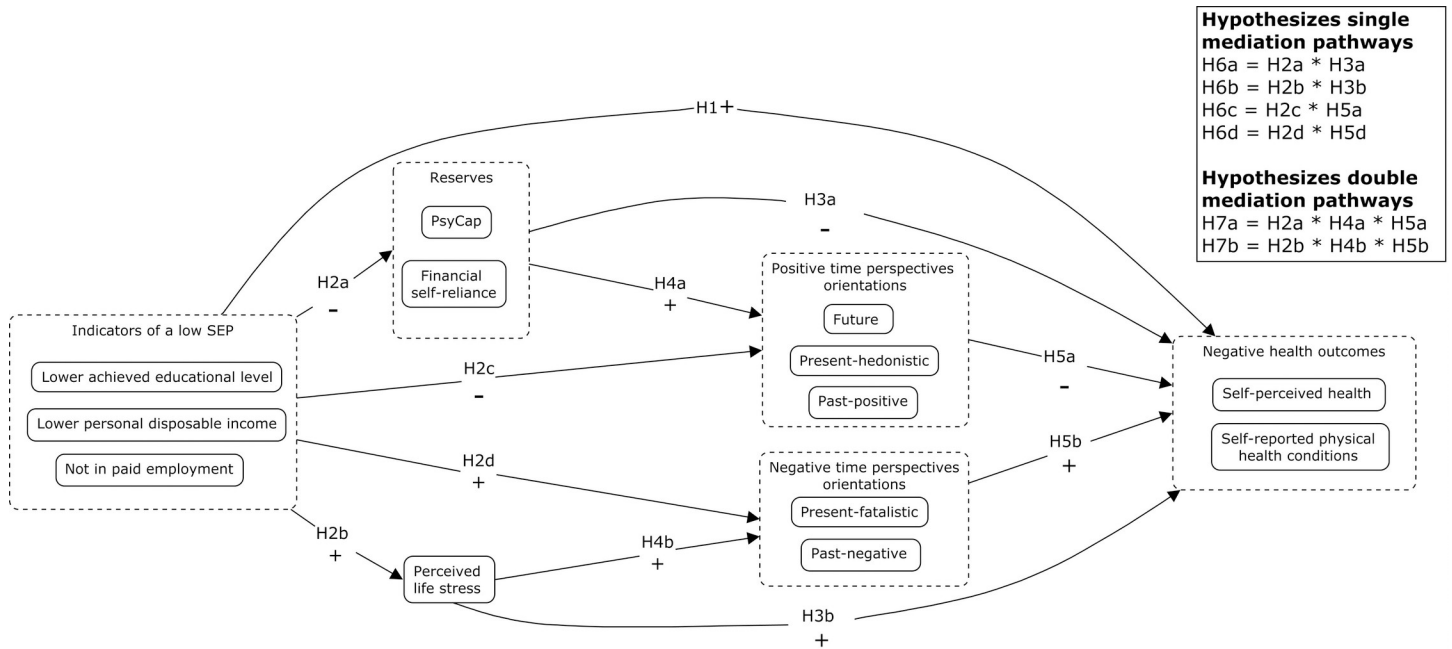 Hypothesizes single
mediation pathways
H6a = H2a * H3a
H6b = H2b * H3b
H6c = H2c * H5a
H6d = H2d * H5d
Hypothesizes double
mediation pathways
H7a = H2a * H4a * H5a
H7b = H2b * H4b * H5b
H1+
Reserves
PsyCap
Financial
self-reliance
H3a
-
H2a
-
H4a
+
Positive time perspectives
orientations
Future
Present-hedonistic
Past-positive
Indicators of a low SEP
Lower achieved educational level
Lower personal disposable income
Not in paid employment
H2c
-
H5a
-
Negative health outcomes
Self-perceived health
Self-reported physical
health conditions
H2d
+
H5b
+
Negative time perspectives
orientations
Present-fatalistic
Past-negative
H2b
+
H4b
+
Perceived
life stress
H3b
+